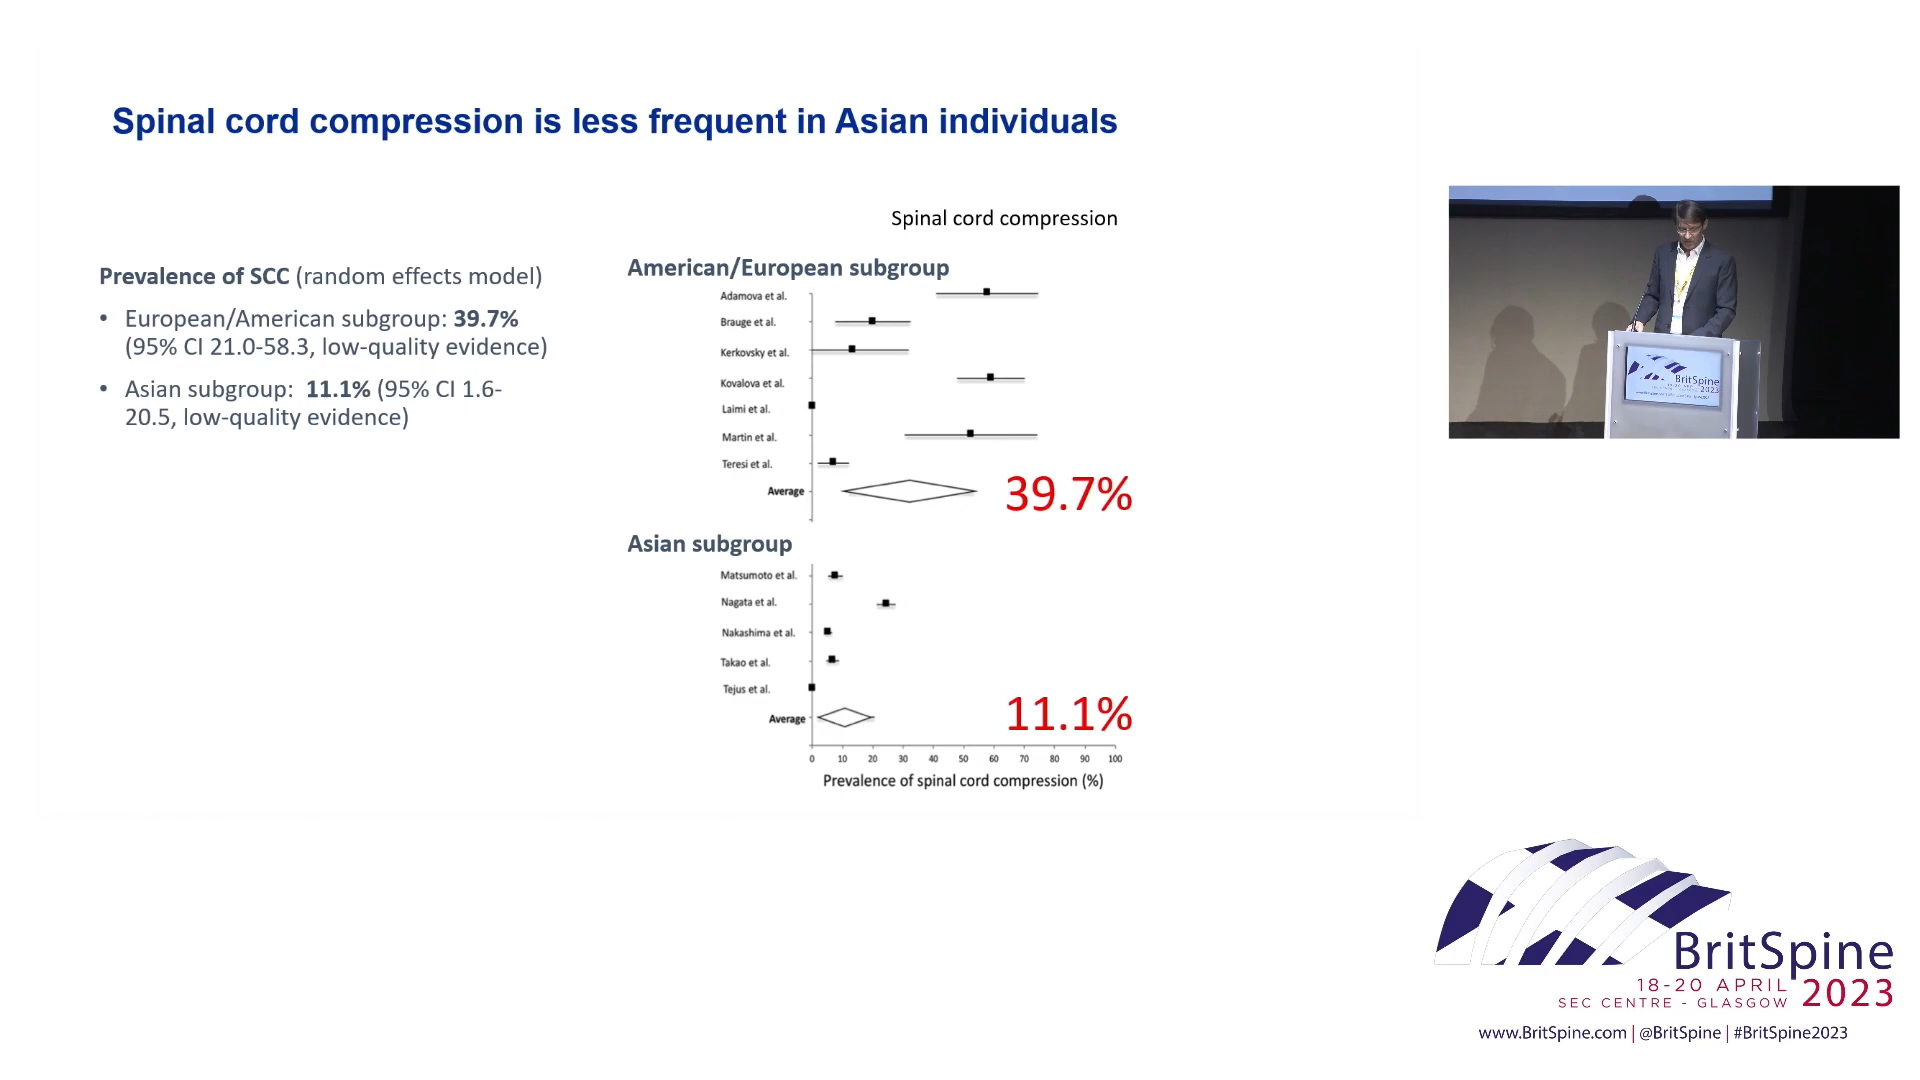 Spinal cord compression is less frequent in Asian individuals
Prevalence of SCC (random effects model)
• European/American subgroup: 39.7%
(95% CI 21.0-58.3, low-quality evidence)
• Asian subgroup: 11.1% (95% CI 1.6-
20.5, low-quality evidence)
Spinal cord compression
American/European subgroup
Adamova et al.
Brauge et al.
Kerkovsky et al.
Kovalova et al.
Laimi et al.
Martin et al.
Teresi et al.
Average
39.7%
Asian subgroup
Matsumoto et al.
Nagata et al.
Nakashima et al.
Takao et al.
Tejus et al.
Average
11.1%
0 10 20 30 40 50 60 70 80 90 100
Prevalence of spinal cord compression (%)
BritSpine
2023
BritSpine
18-20 APRIL 2023
SEC CENTRE - GLASGOW
www.BritSpine.com | @BritSpine | #BritSpine2023